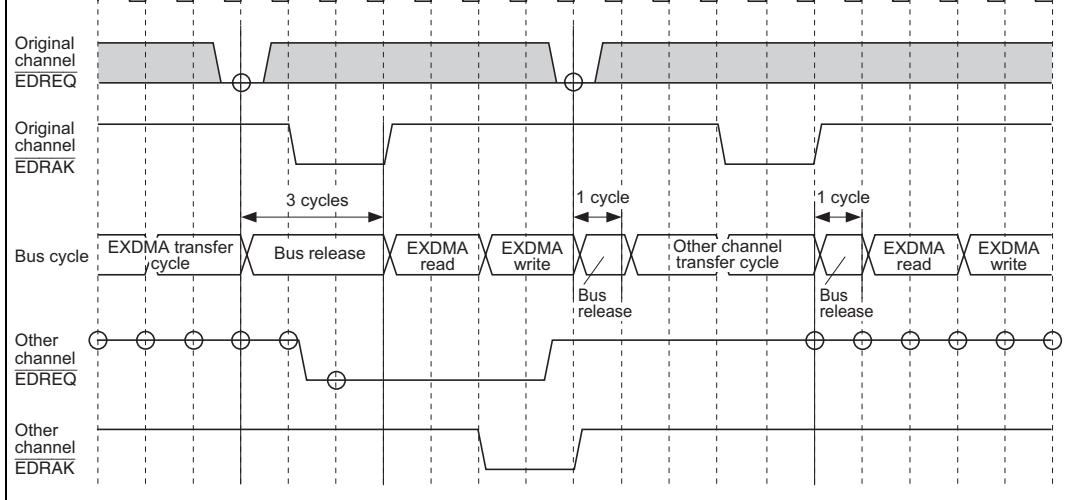 Original
channel
EDREQ
Original
channel
EDRAK
3 cycles
1 cycle
1 cycle
Bus cycle
EXDMA transfer
cycle
Bus release
EXDMA
read
EXDMA
write
Bus
release
Other channel
transfer cycle
Bus
release
EXDMA
read
EXDMA
write
Other
channel
EDREQ
Other
channel
EDRAK